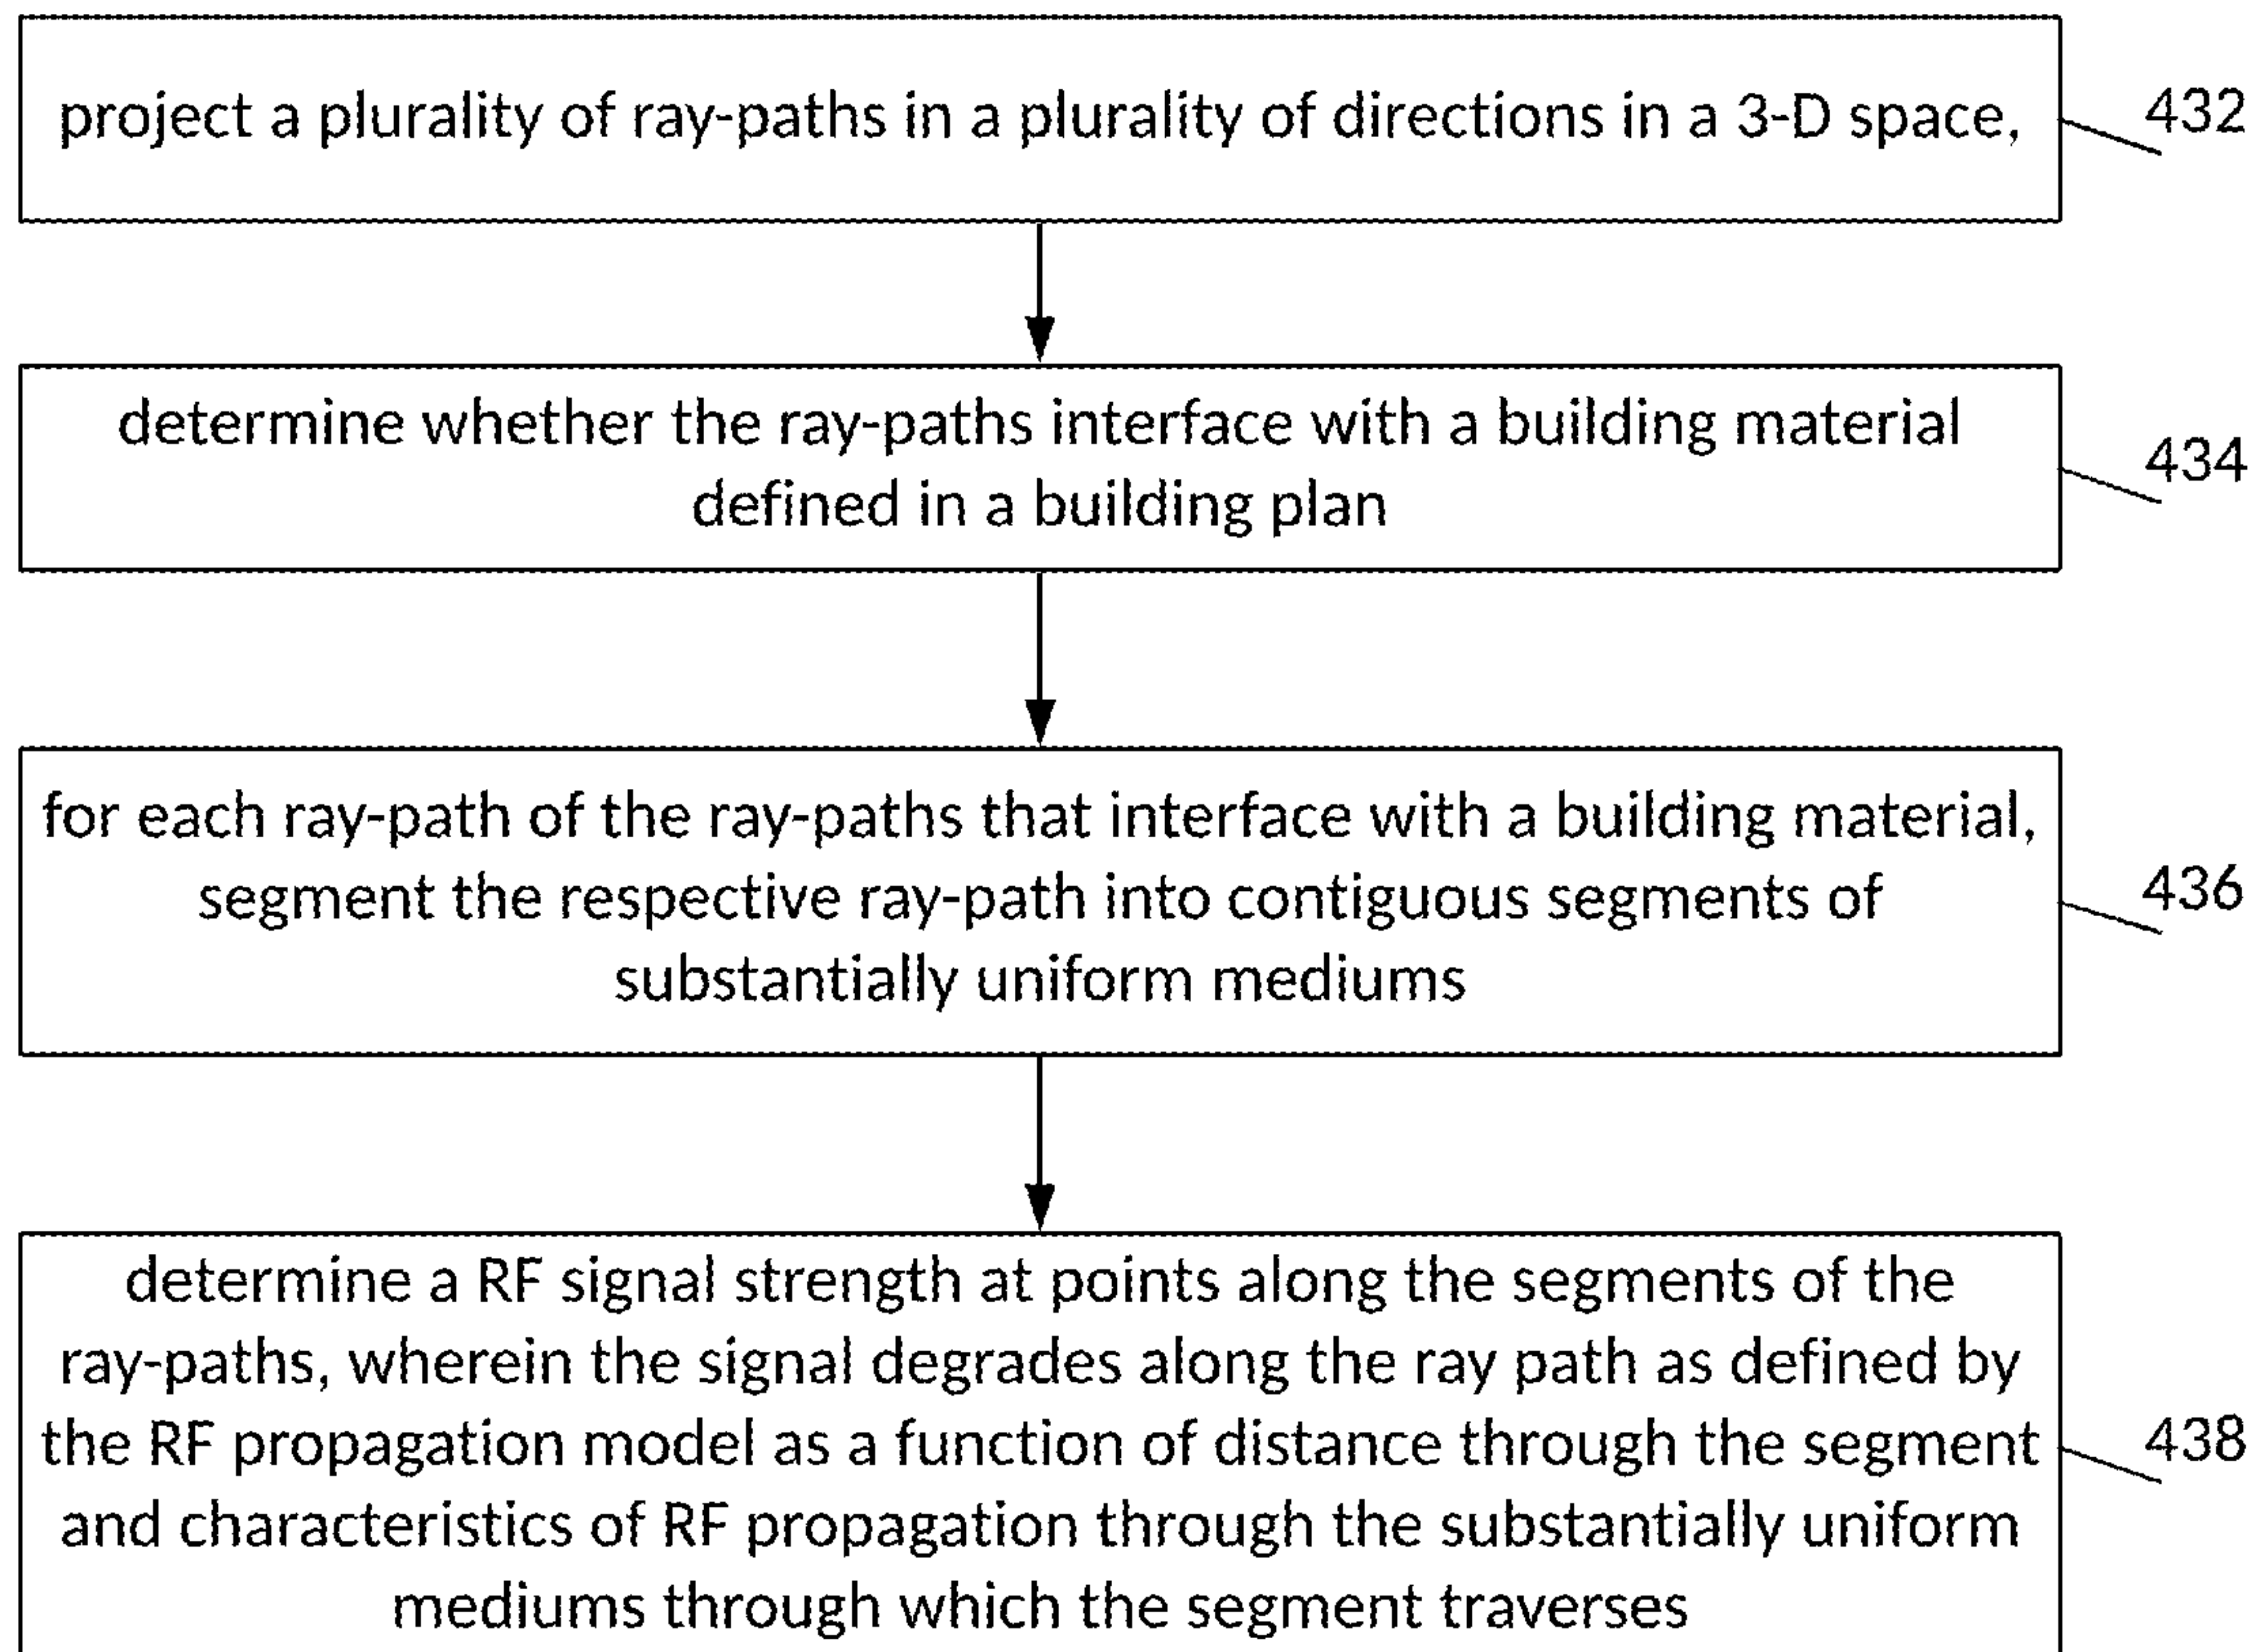 project a plurality of ray-paths in a plurality of directions in a 3-D space,
432
determine whether the ray-paths interface with a building material
defined in a building plan
434
for each ray-path of the ray-paths that interface with a building material,
segment the respective ray-path into contiguous segments of
substantially uniform mediums
436
determine a RF signal strength at points along the segments of the
ray-paths, wherein the signal degrades along the ray path as defined by
the RF propagation model as a function of distance through the segment
and characteristics of RF propagation through the substantially uniform
mediums through which the segment traverses
438